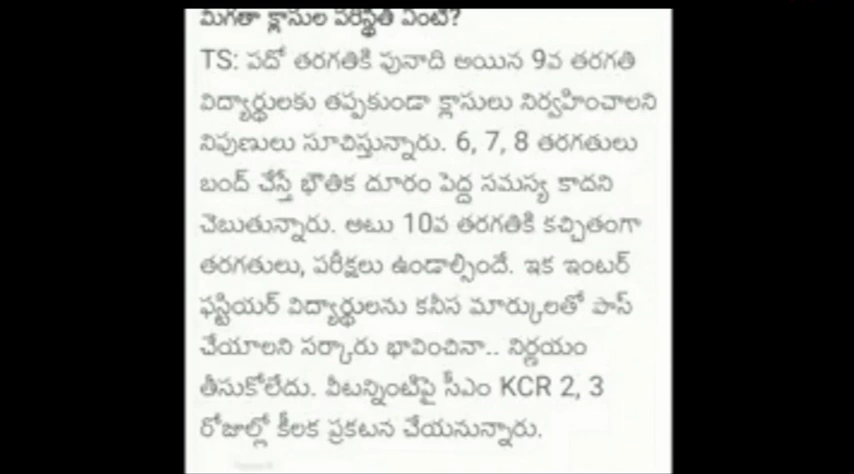 మిగతా క్లాసుల పరిస్థితి ఏంటి?
TS: పదో తరగతికి పునాది అయిన 9వ తరగతి
విద్యార్థులకు తప్పకుండా క్లాసులు నిర్వహించాలని
నిపుణులు సూచిస్తున్నారు. 6, 7, 8 తరగతులు
బంద్ చేస్తే భౌతిక దూరం పెద్ద సమస్య కాదని
చెబుతున్నారు. అటు 10వ తరగతికి కచ్చితంగా
తరగతులు, పరీక్షలు ఉండాల్సిందే. ఇక ఇంటర్
ఫస్టియర్ విద్యార్థులను కనీస మార్కులతో పాస్
చేయాలని సర్కారు భావించినా.. నిర్ణయం
తీసుకోలేదు. వీటన్నింటిపై సీఎం KCR 2, 3
రోజుల్లో కీలక ప్రకటన చేయనున్నారు.